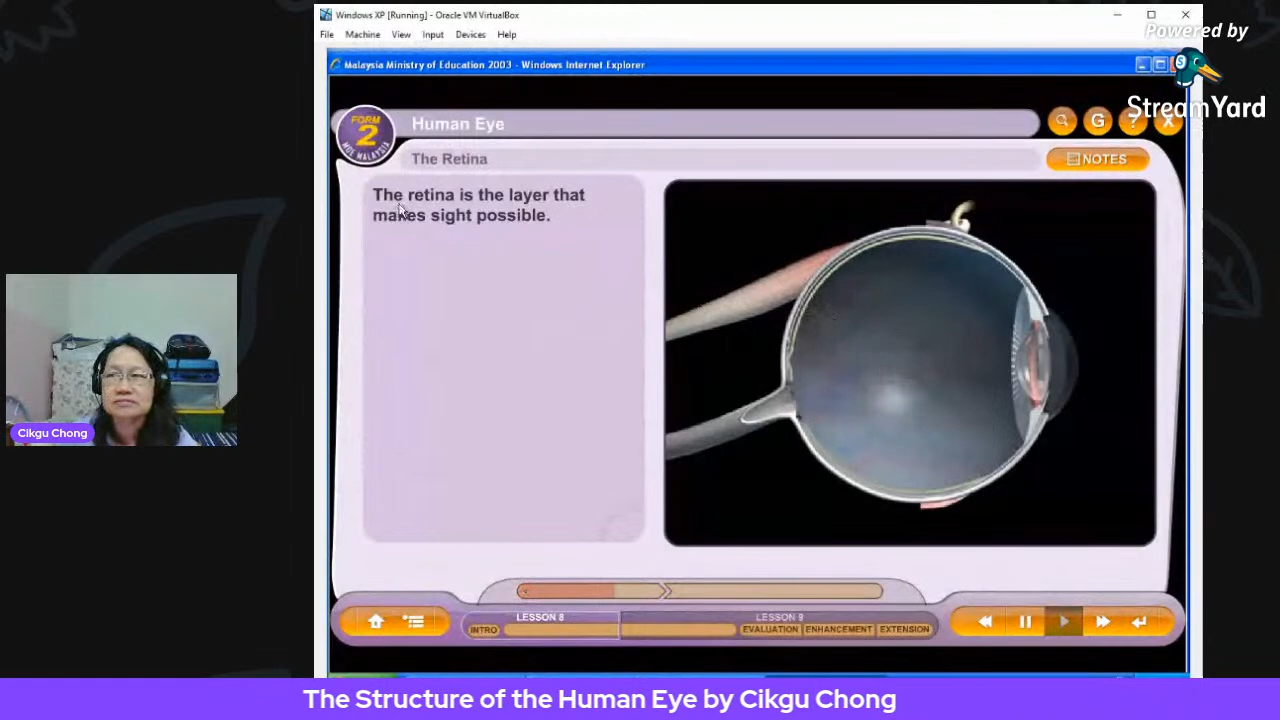 Windows XP [Running] - Oracle VM VirtualBox
File Machine View Input Devices Help
Powered by
StreamYard
Malaysia Ministry of Education 2003 - Windows Internet Explorer
FORM
2
MOE MALAYSIA
Human Eye
G ? X
The Retina
NOTES
The retina is the layer that
makes sight possible.
Cikgu Chong
LESSON 8 LESSON 9
INTRO EVALUATION ENHANCEMENT EXTENSION
The Structure of the Human Eye by Cikgu Chong